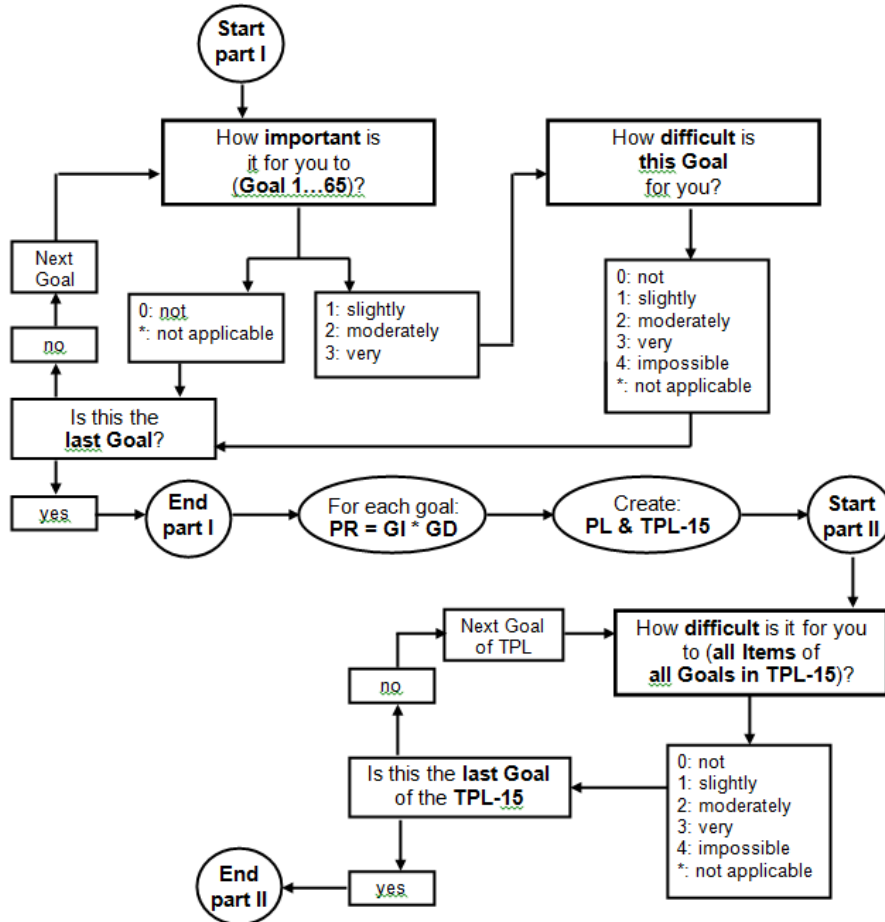 Start
part I
How important is
it for you to
(Goal 1...65)?
How difficult is
this Goal
for you?
Next
Goal
no
0: not
*: not applicable
1: slightly
2: moderately
3: very
0: not
1: slightly
2: moderately
3: very
4: impossible
*: not applicable
Is this the
last Goal?
yes
End
part I
For each goal:
PR = GI * GD
Create:
PL & TPL-15
Start
part II
Next Goal
of TPL
How difficult is it for you
to (all Items of
all Goals in TPL-15)?
no
0: not
1: slightly
2: moderately
3: very
4: impossible
*: not applicable
Is this the last Goal
of the TPL-15
yes
End
part II